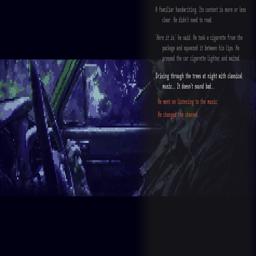 A familiar handwriting. Its content is more or less
clear. He didn't need to read.
'Here it is,' he said. He took a cigarette from the
package and squeezed it between his lips. He
pressed the car cigarette lighter and waited.
Driving through the trees at night with classical
music.. It doesn't sound bad..
He went on listening to the music
He changed the channel